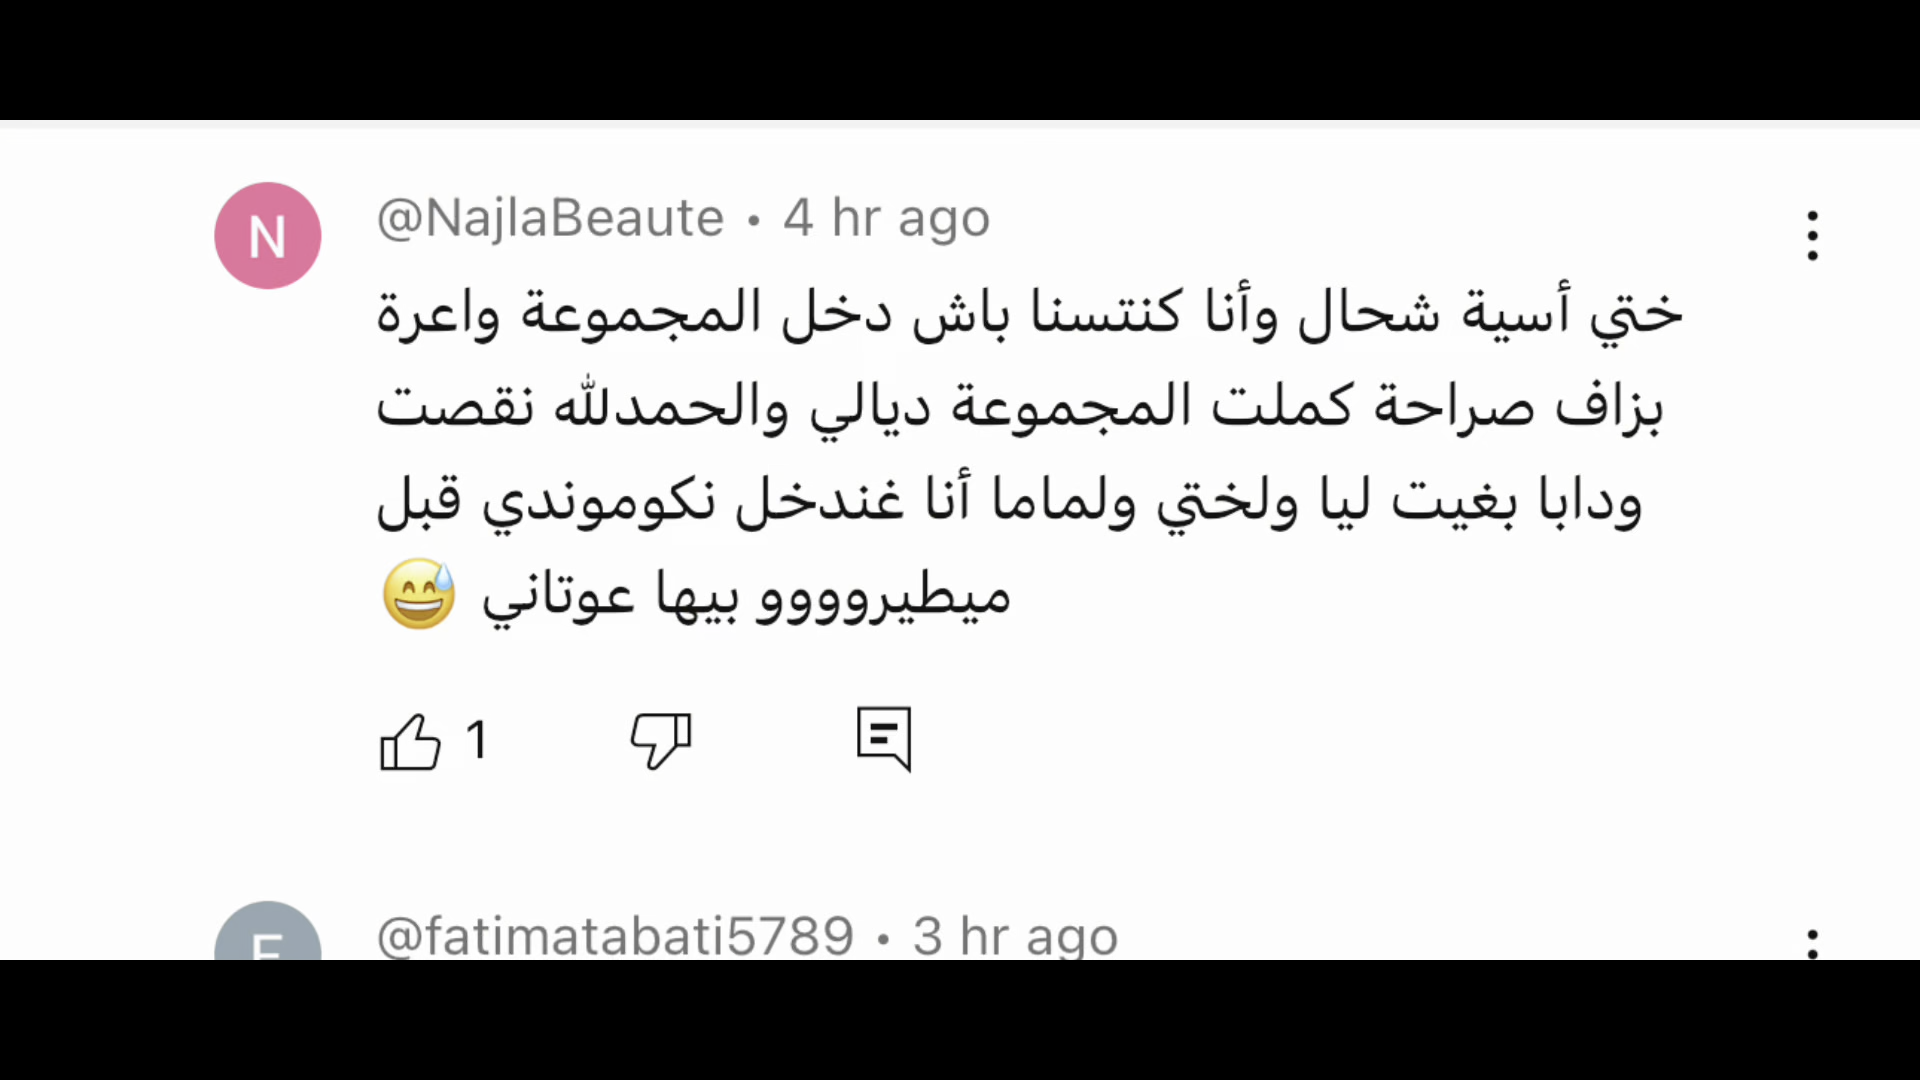 @NajlaBeaute • 4 hr ago
ختي أسية شحال وأنا كنتسنا باش دخل المجموعة واعرة
بزاف صراحة كملت المجموعة ديالي والحمدلله نقصت
ودابا بغيت ليا ولختي ولماما أنا غندخل نكوموندي قبل
ميطيروووو بيها عوتاني 😅
1
@fatimatabati5789 • 3 hr ago